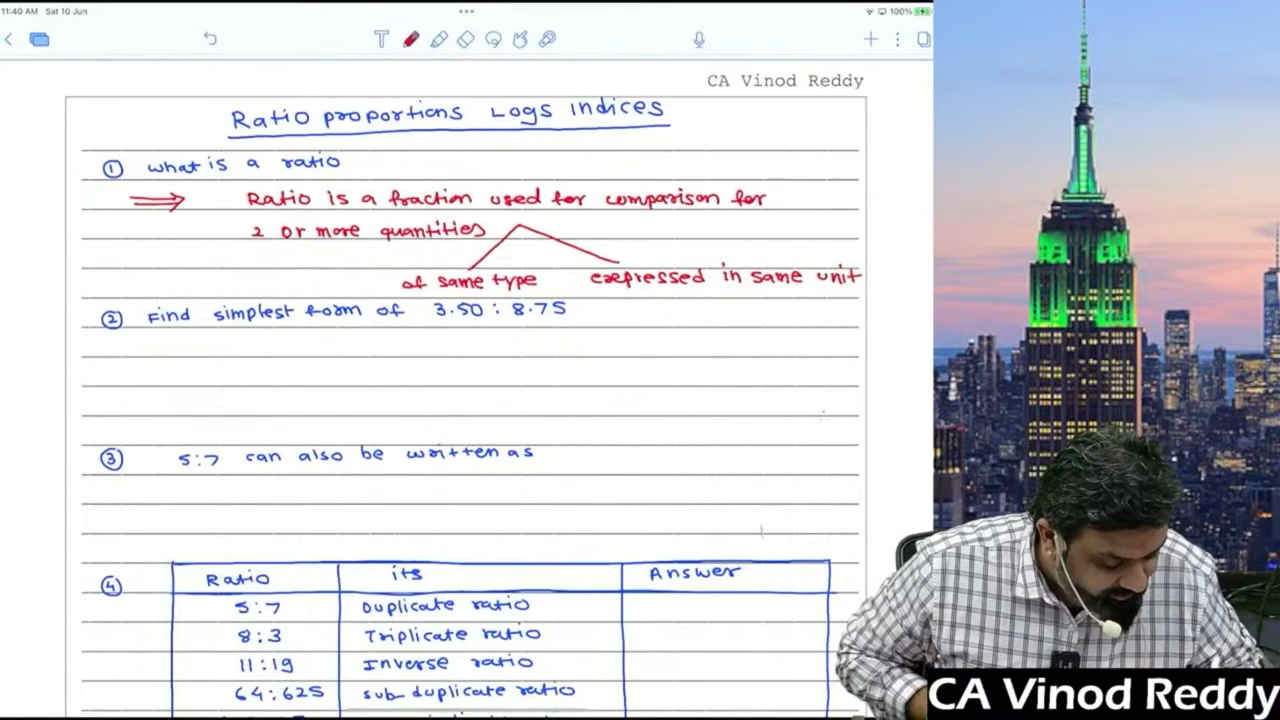 11:40 AM Sat 10 Jun
100%
CA Vinod Reddy
Ratio proportions Logs indices
① what is a ratio
⟹ Ratio is a fraction used for comparison for
2 or more quantities
of same type expressed in same unit
② Find simplest form of 3.50 : 8.75
③ 5:7 can also be written as
④ Ratio its Answer
5:7 Duplicate ratio
8:3 Triplicate ratio
11:19 Inverse ratio
64:625 sub duplicate ratio
CA Vinod Reddy